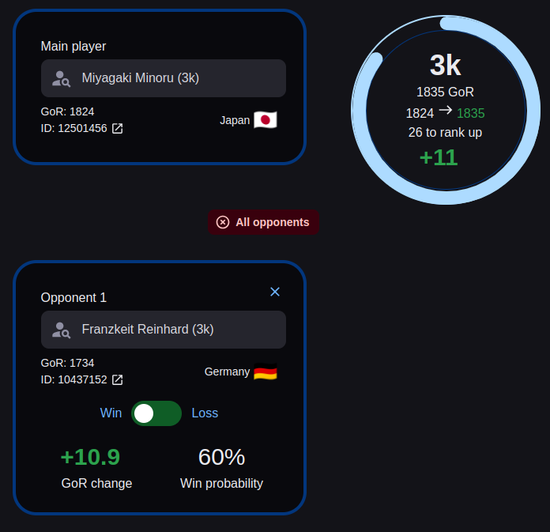 Main player
Miyagaki Minoru (3k)
GoR: 1824
ID: 12501456
Japan
3k
1835 GoR
1824 → 1835
26 to rank up
+11
All opponents
Opponent 1
Franzkeit Reinhard (3k)
GoR: 1734
ID: 10437152
Germany
Win Loss
+10.9 60%
GoR change Win probability